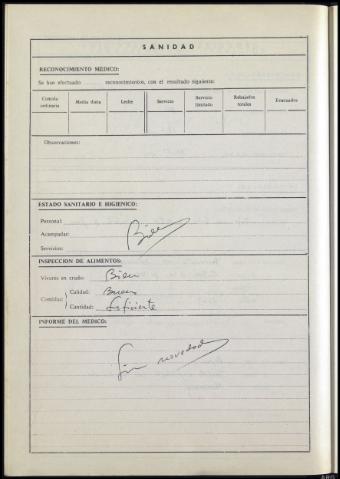 SANIDAD
RECONOCIMIENTO MEDICO:
Se han efectuado reconocimientos, con el resultado siguiente:
Comida ordinaria Media dieta Leche Servicio Servicio limitado Rebajados totales Evacuados
Observaciones:
ESTADO SANITARIO E HIGIENICO:
Personal:
Acampadas: Bien
Servicios:
INSPECCION DE ALIMENTOS:
Víveres en crudo: Bien
Comidas: Calidad: Buena
Cantidad: Suficiente
INFORME DEL MEDICO:
Sin novedad